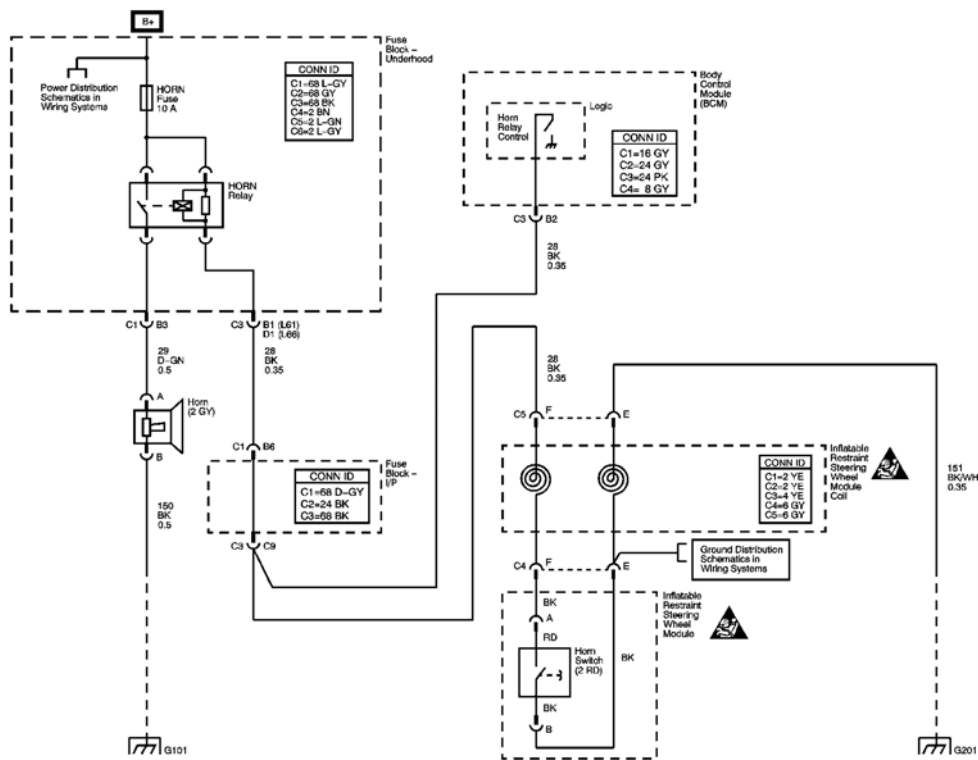 B+
Fuse
Block –
Underhood
Power Distribution
Schematics in
Wiring Systems
HORN
Fuse
10 A
CONN ID
C1=68 L-GY
C2=68 GY
C3=68 BK
C4=2 BN
C5=2 L-GN
C6=2 L-GY
HORN
Relay
Body
Control
Module
(BCM)
Logic
Horn
Relay
Control
CONN ID
C1=16 GY
C2=24 GY
C3=24 PK
C4= 8 GY
C3 B2
28
BK
0.35
C1 B3
C3 B1 (L61)
D1 (L66)
29
D-GN
0.5
28
BK
0.35
A
Horn
(2 GY)
B
150
BK
0.5
C1 B6
Fuse
Block –
I/P
CONN ID
C1=68 D-GY
C2=24 BK
C3=68 BK
C3 C9
28
BK
0.35
C5 F E
Inflatable
Restraint
Steering
Wheel
Module
Coil
CONN ID
C1=2 YE
C2=2 YE
C3=4 YE
C4=6 GY
C5=6 GY
151
BK/WH
0.35
C4 F E
Ground Distribution
Schematics in
Wiring Systems
Inflatable
Restraint
Steering
Wheel
Module
BK
A
RD
Horn
Switch
(2 RD)
BK
BK
B
G101
G201